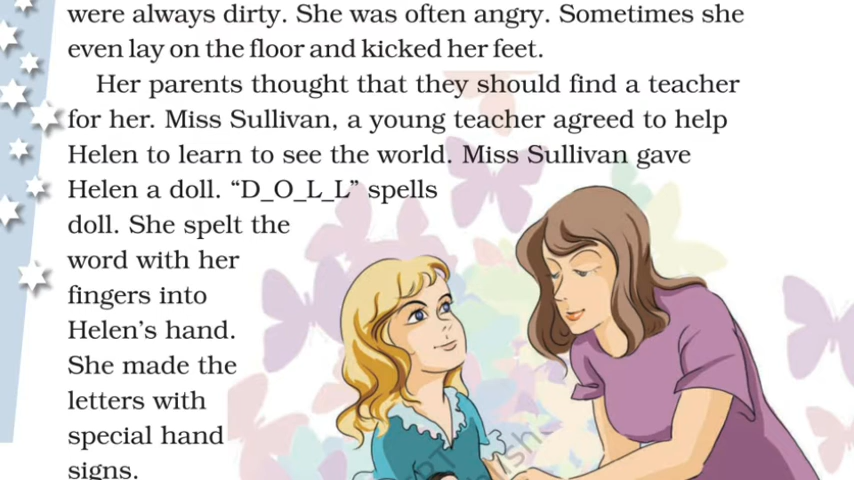 were always dirty. She was often angry. Sometimes she
even lay on the floor and kicked her feet.
Her parents thought that they should find a teacher
for her. Miss Sullivan, a young teacher agreed to help
Helen to learn to see the world. Miss Sullivan gave
Helen a doll. “D_O_L_L” spells
doll. She spelt the
word with her
fingers into
Helen’s hand.
She made the
letters with
special hand
signs.